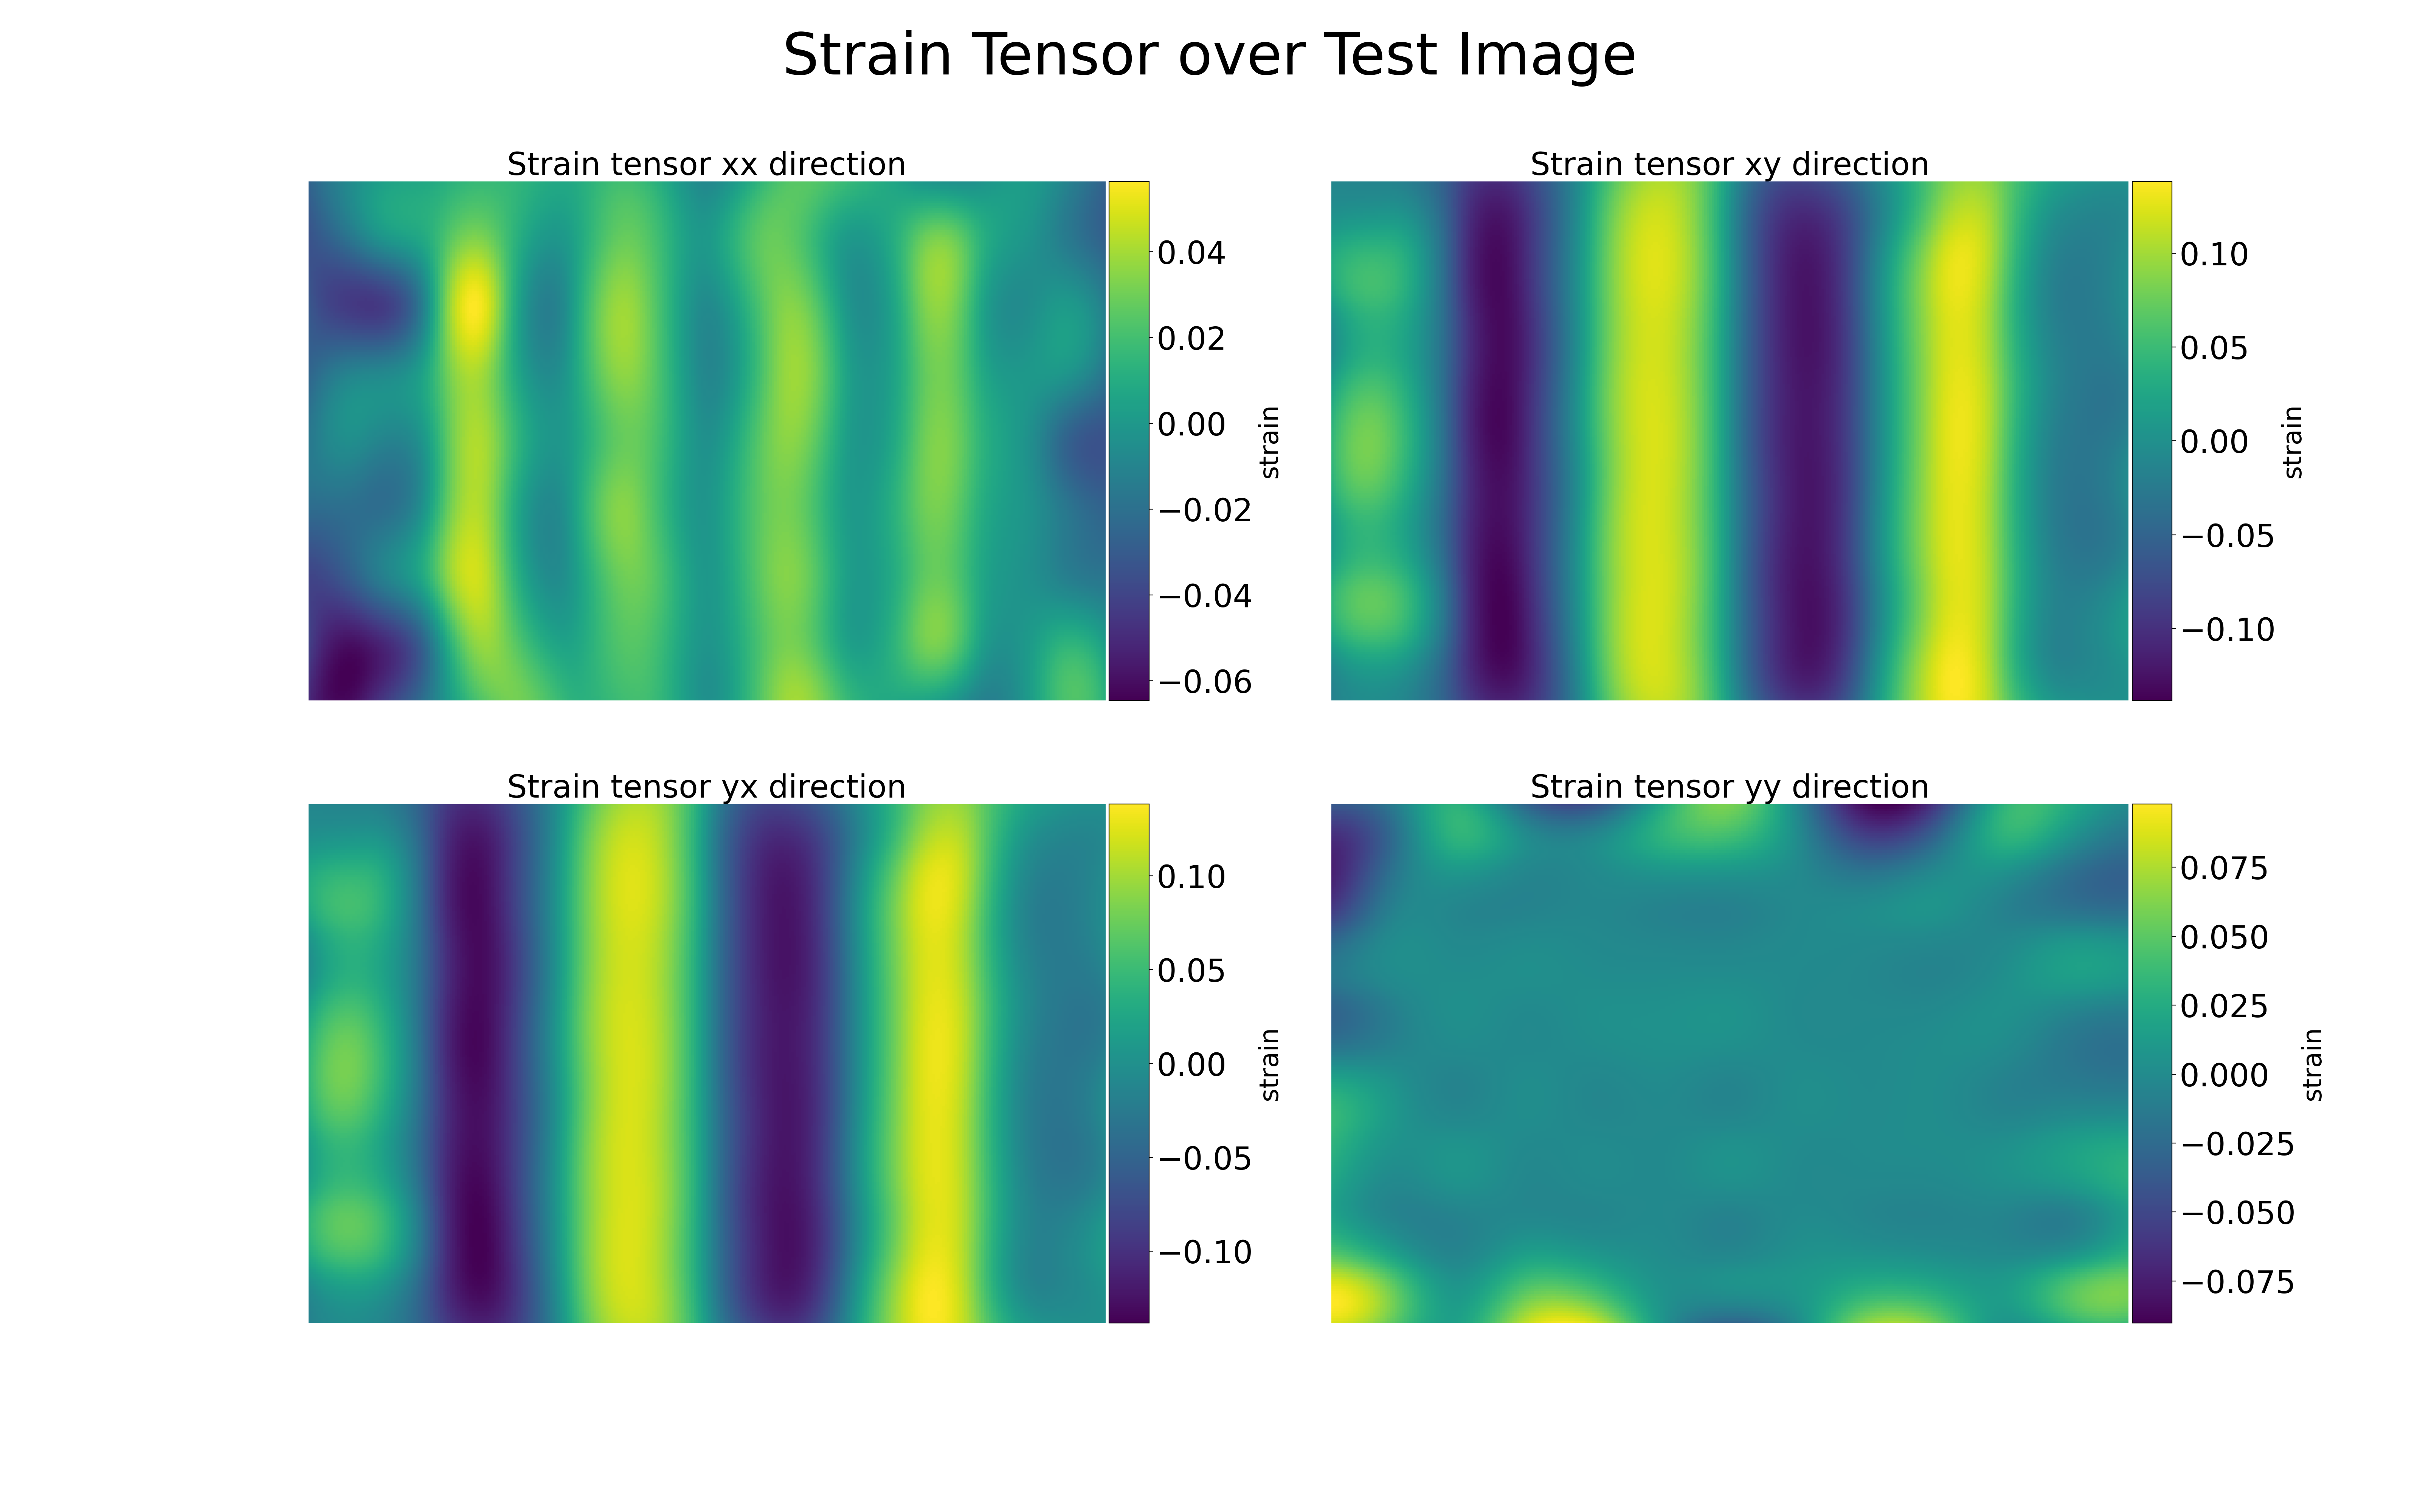 Strain Tensor over Test Image
Strain tensor xx direction
0.04
0.02
0.00
−0.02
−0.04
−0.06
strain
Strain tensor xy direction
0.10
0.05
0.00
−0.05
−0.10
strain
Strain tensor yx direction
0.10
0.05
0.00
−0.05
−0.10
strain
Strain tensor yy direction
0.075
0.050
0.025
0.000
−0.025
−0.050
−0.075
strain